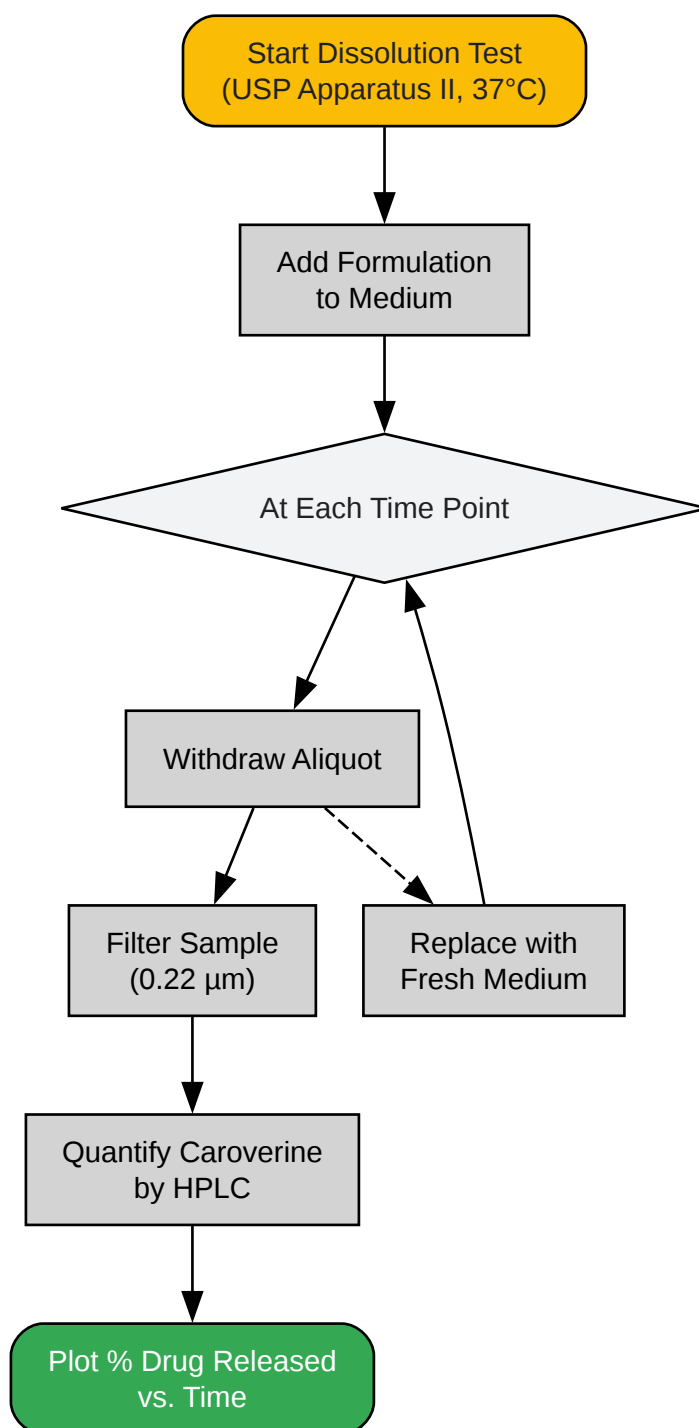 Start Dissolution Test
(USP Apparatus II, 37°C)
Add Formulation
to Medium
At Each Time Point
Withdraw Aliquot
Filter Sample
(0.22 µm)
Replace with
Fresh Medium
Quantify Caroverine
by HPLC
Plot % Drug Released
vs. Time